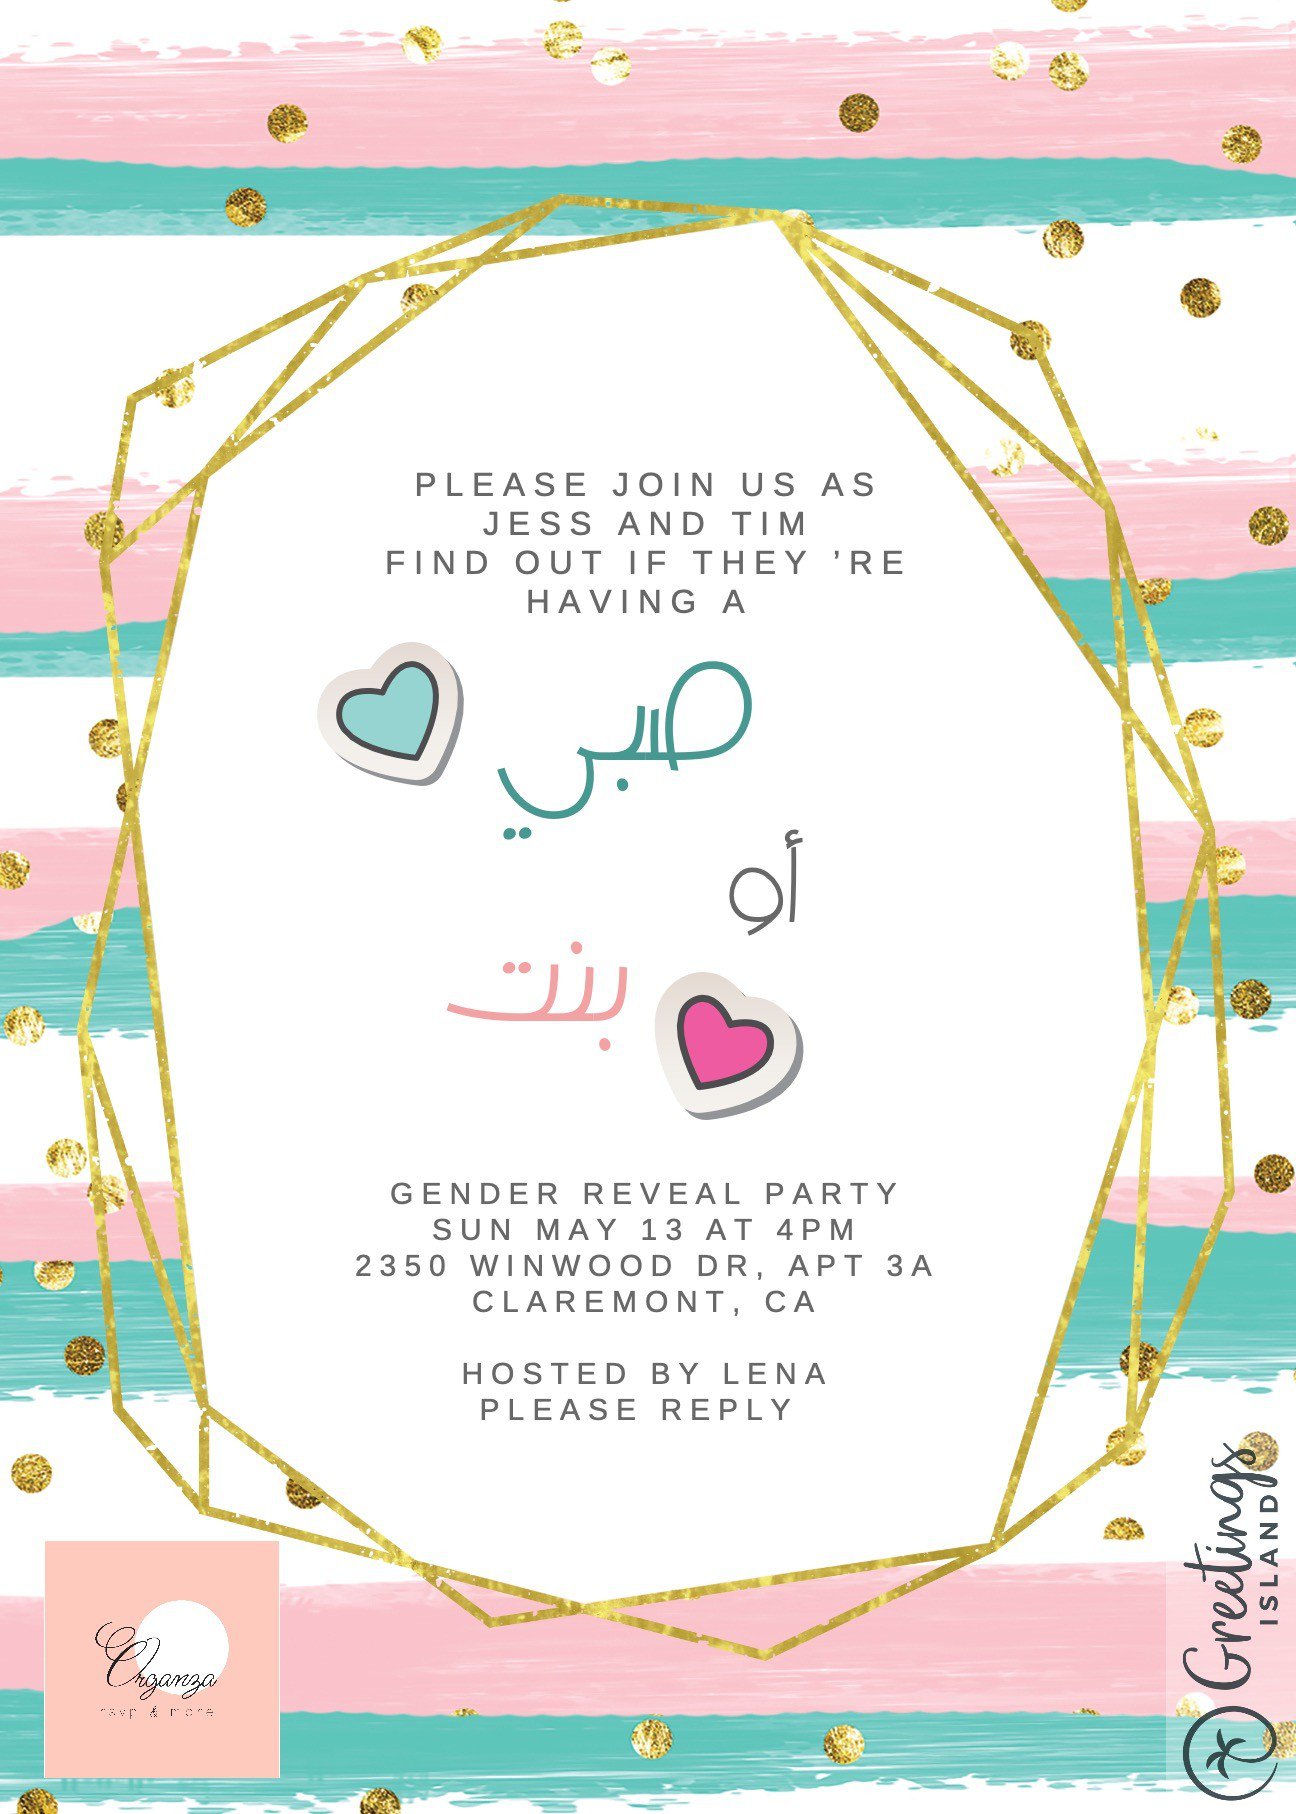 PLEASE JOIN US AS
JESS AND TIM
FIND OUT IF THEY ’RE
HAVING A
صبي
أو
بنت
GENDER REVEAL PARTY
SUN MAY 13 AT 4PM
2350 WINWOOD DR, APT 3A
CLAREMONT, CA
HOSTED BY LENA
PLEASE REPLY
Organza
rsvp & more
Greetings
ISLAND